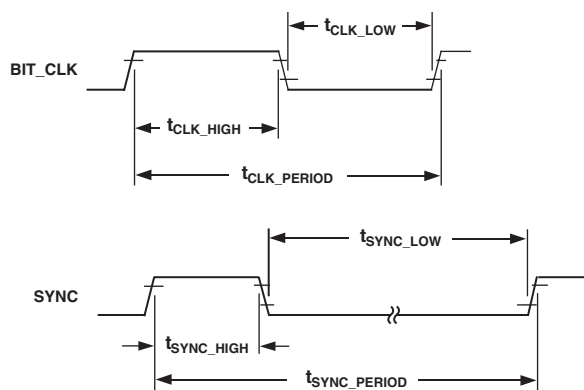 tCLK_LOW
BIT_CLK
tCLK_HIGH
tCLK_PERIOD
tSYNC_LOW
SYNC
tSYNC_HIGH
tSYNC_PERIOD